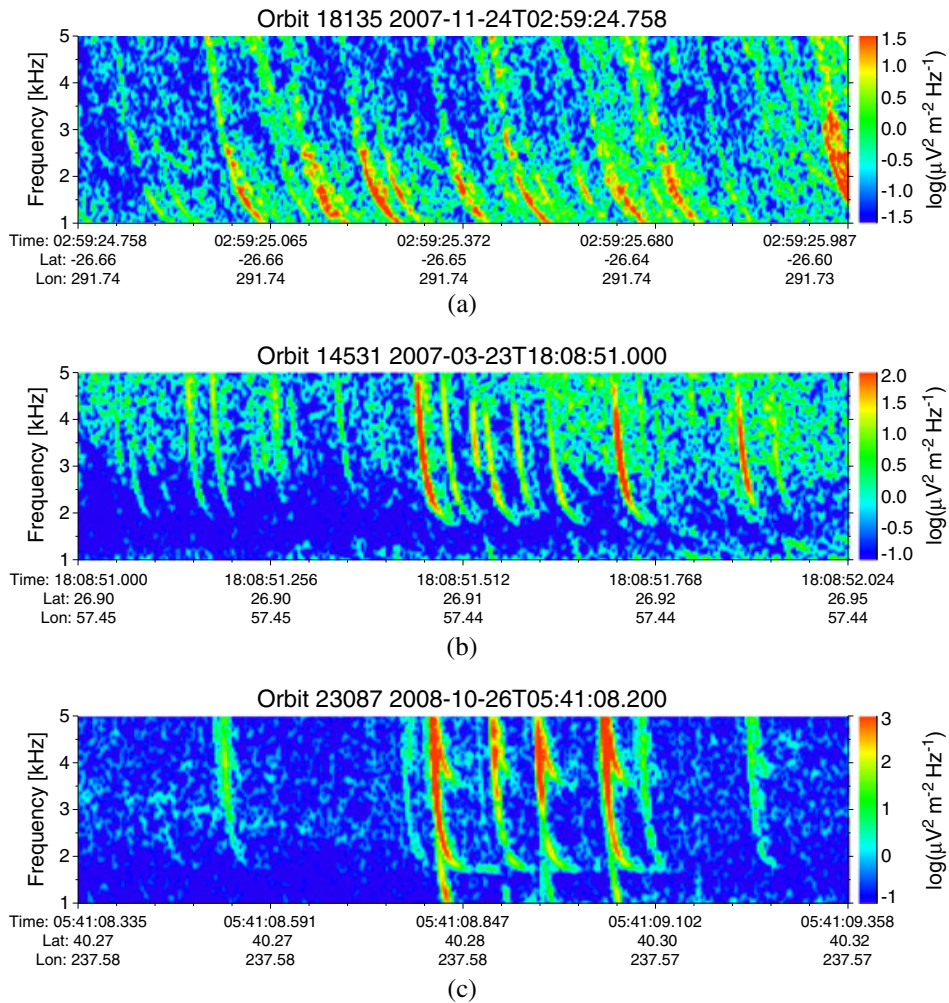 Orbit 18135 2007-11-24T02:59:24.758
5
4
3
2
1
Frequency [kHz]
1.5
1.0
0.5
0.0
-0.5
-1.0
-1.5
log(μV² m⁻² Hz⁻¹)
Time: 02:59:24.758 02:59:25.065 02:59:25.372 02:59:25.680 02:59:25.987
Lat: -26.66 -26.66 -26.65 -26.64 -26.60
Lon: 291.74 291.74 291.74 291.74 291.73
(a)
Orbit 14531 2007-03-23T18:08:51.000
5
4
3
2
1
Frequency [kHz]
2.0
1.5
1.0
0.5
0.0
-0.5
-1.0
log(μV² m⁻² Hz⁻¹)
Time: 18:08:51.000 18:08:51.256 18:08:51.512 18:08:51.768 18:08:52.024
Lat: 26.90 26.90 26.91 26.92 26.95
Lon: 57.45 57.45 57.44 57.44 57.44
(b)
Orbit 23087 2008-10-26T05:41:08.200
5
4
3
2
1
Frequency [kHz]
3
2
1
0
-1
log(μV² m⁻² Hz⁻¹)
Time: 05:41:08.335 05:41:08.591 05:41:08.847 05:41:09.102 05:41:09.358
Lat: 40.27 40.27 40.28 40.30 40.32
Lon: 237.58 237.58 237.58 237.57 237.57
(c)